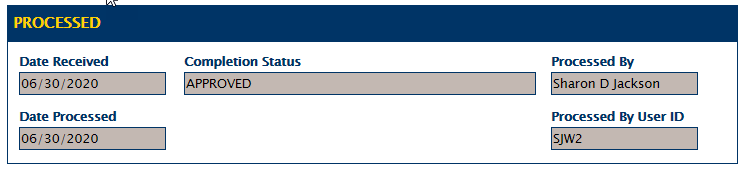 PROCESSED
Date Received Completion Status Processed By
06/30/2020 APPROVED Sharon D Jackson
Date Processed Processed By User ID
06/30/2020 SJW2